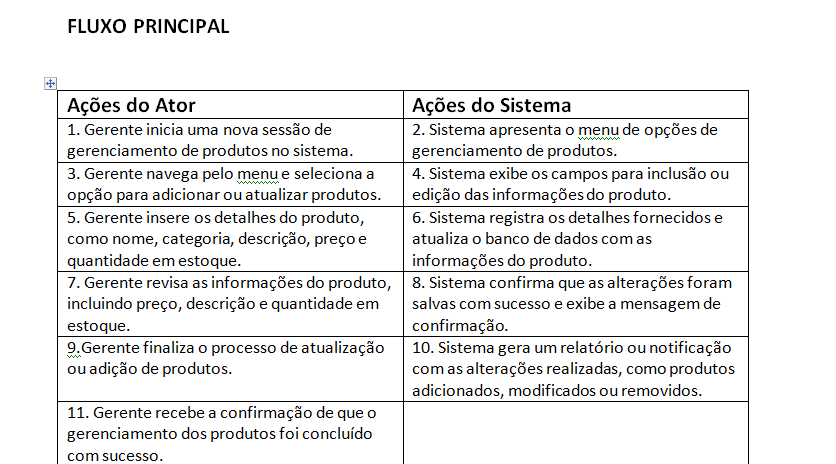 FLUXO PRINCIPAL
Ações do Ator
Ações do Sistema
1. Gerente inicia uma nova sessão de
gerenciamento de produtos no sistema.
2. Sistema apresenta o menu de opções de
gerenciamento de produtos.
3. Gerente navega pelo menu e seleciona a
opção para adicionar ou atualizar produtos.
4. Sistema exibe os campos para inclusão ou
edição das informações do produto.
5. Gerente insere os detalhes do produto,
como nome, categoria, descrição, preço e
quantidade em estoque.
6. Sistema registra os detalhes fornecidos e
atualiza o banco de dados com as
informações do produto.
7. Gerente revisa as informações do produto,
incluindo preço, descrição e quantidade em
estoque.
8. Sistema confirma que as alterações foram
salvas com sucesso e exibe a mensagem de
confirmação.
9.Gerente finaliza o processo de atualização
ou adição de produtos.
10. Sistema gera um relatório ou notificação
com as alterações realizadas, como produtos
adicionados, modificados ou removidos.
11. Gerente recebe a confirmação de que o
gerenciamento dos produtos foi concluído
com sucesso.